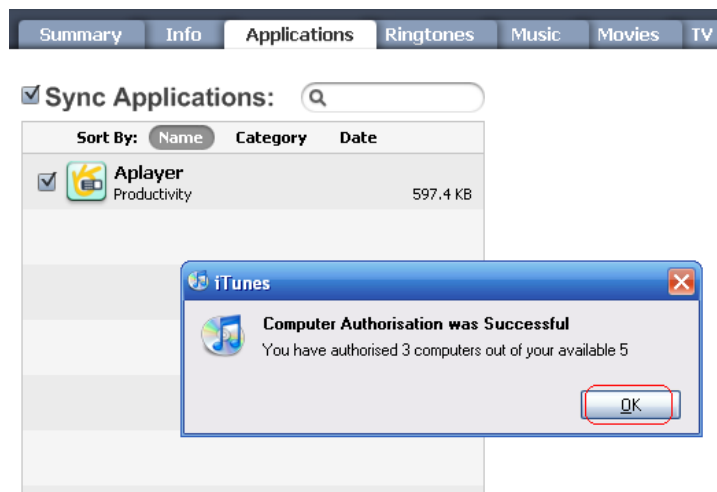 Summary Info Applications Ringtones Music Movies TV
Sync Applications:
Sort By: Name Category Date
Aplayer
Productivity 597.4 KB
iTunes
Computer Authorisation was Successful
You have authorised 3 computers out of your available 5
OK